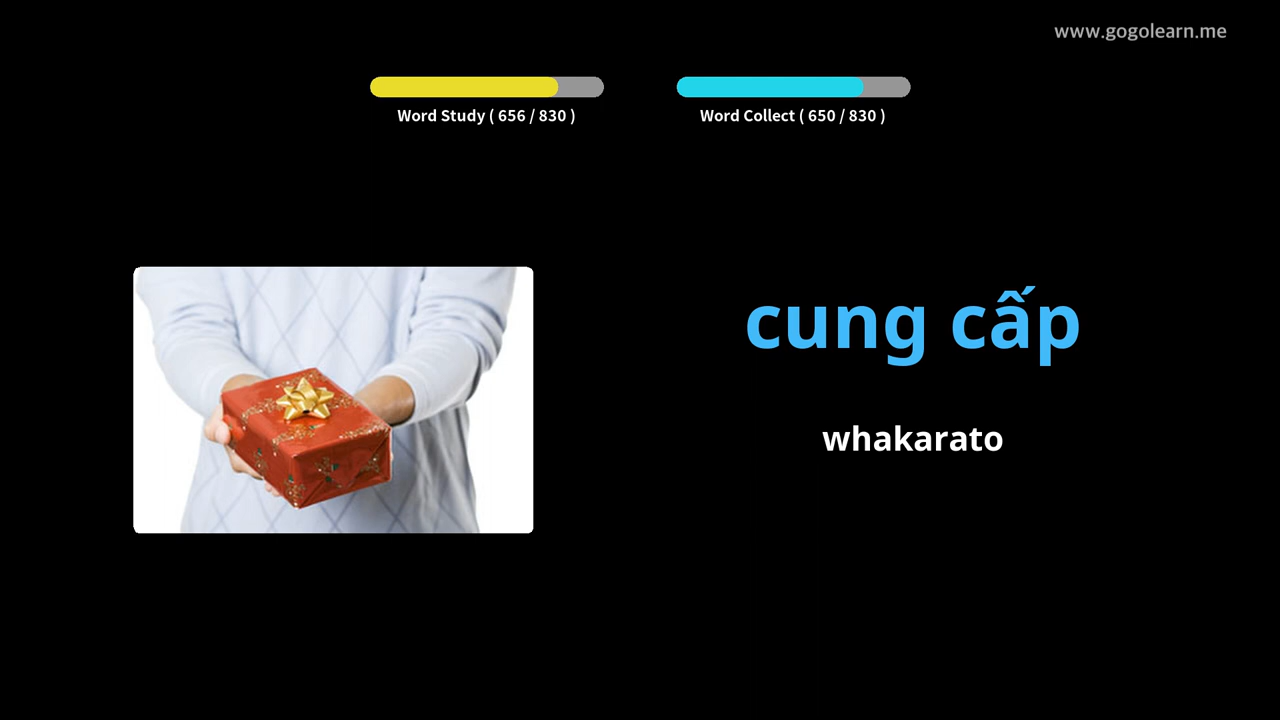 www.gogolearn.me
Word Study ( 656 / 830 )
Word Collect ( 650 / 830 )
cung cấp
whakarato